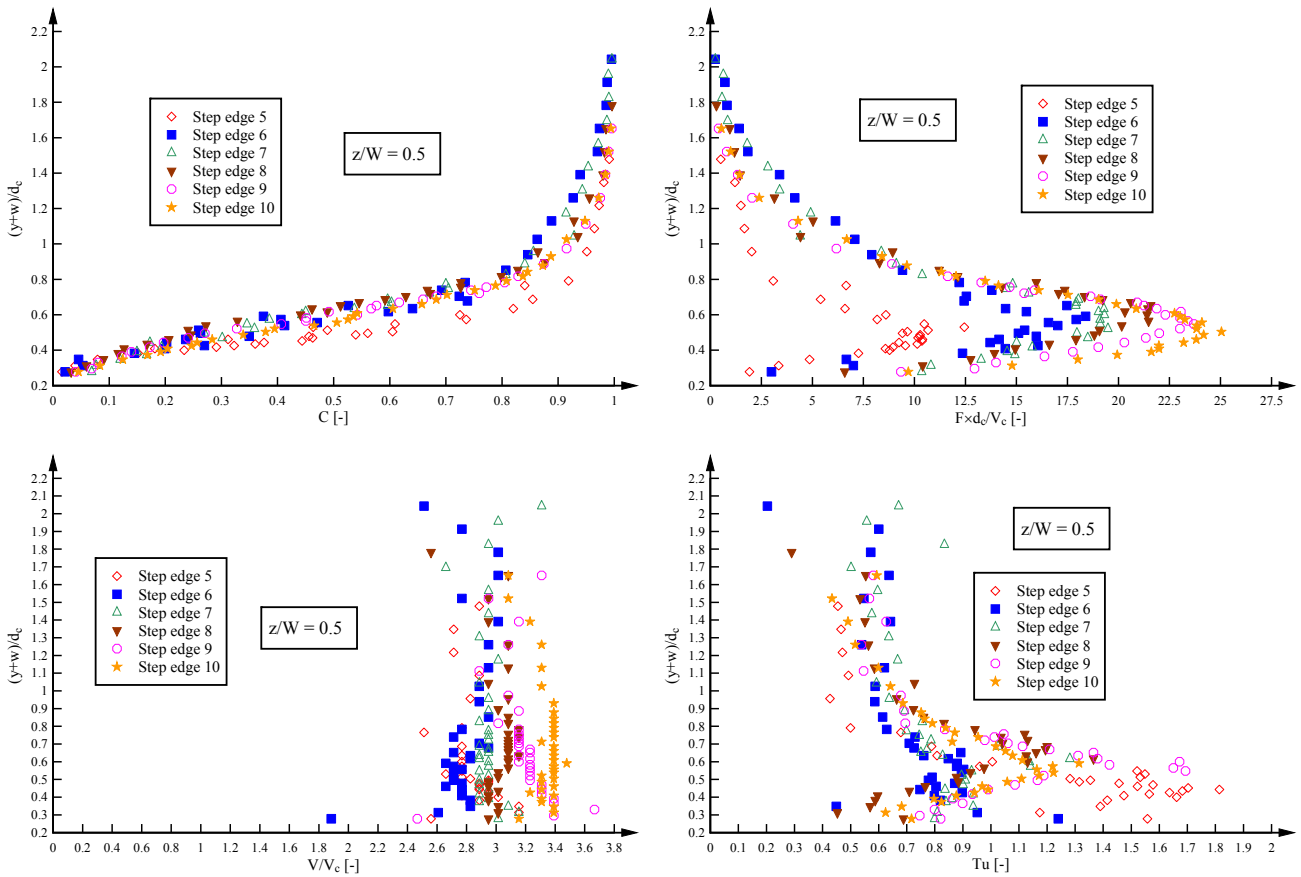 2.2
2
1.8
1.6
1.4
1.2
1
0.8
0.6
0.4
0.2
(y+w)/dc
Step edge 5
Step edge 6
Step edge 7
Step edge 8
Step edge 9
Step edge 10
z/W = 0.5
0 0.1 0.2 0.3 0.4 0.5 0.6 0.7 0.8 0.9 1
C [-]
2.2
2
1.8
1.6
1.4
1.2
1
0.8
0.6
0.4
0.2
(y+w)/dc
z/W = 0.5
Step edge 5
Step edge 6
Step edge 7
Step edge 8
Step edge 9
Step edge 10
0 2.5 5 7.5 10 12.5 15 17.5 20 22.5 25 27.5
F×dc/Vc [-]
2.2
2.1
2
1.9
1.8
1.7
1.6
1.5
1.4
1.3
1.2
1.1
1
0.9
0.8
0.7
0.6
0.5
0.4
0.3
0.2
(y+w)/dc
Step edge 5
Step edge 6
Step edge 7
Step edge 8
Step edge 9
Step edge 10
z/W = 0.5
0 0.2 0.4 0.6 0.8 1 1.2 1.4 1.6 1.8 2 2.2 2.4 2.6 2.8 3 3.2 3.4 3.6 3.8
V/Vc [-]
2.2
2.1
2
1.9
1.8
1.7
1.6
1.5
1.4
1.3
1.2
1.1
1
0.9
0.8
0.7
0.6
0.5
0.4
0.3
0.2
(y+w)/dc
z/W = 0.5
Step edge 5
Step edge 6
Step edge 7
Step edge 8
Step edge 9
Step edge 10
0 0.1 0.2 0.3 0.4 0.5 0.6 0.7 0.8 0.9 1 1.1 1.2 1.3 1.4 1.5 1.6 1.7 1.8 1.9 2
Tu [-]